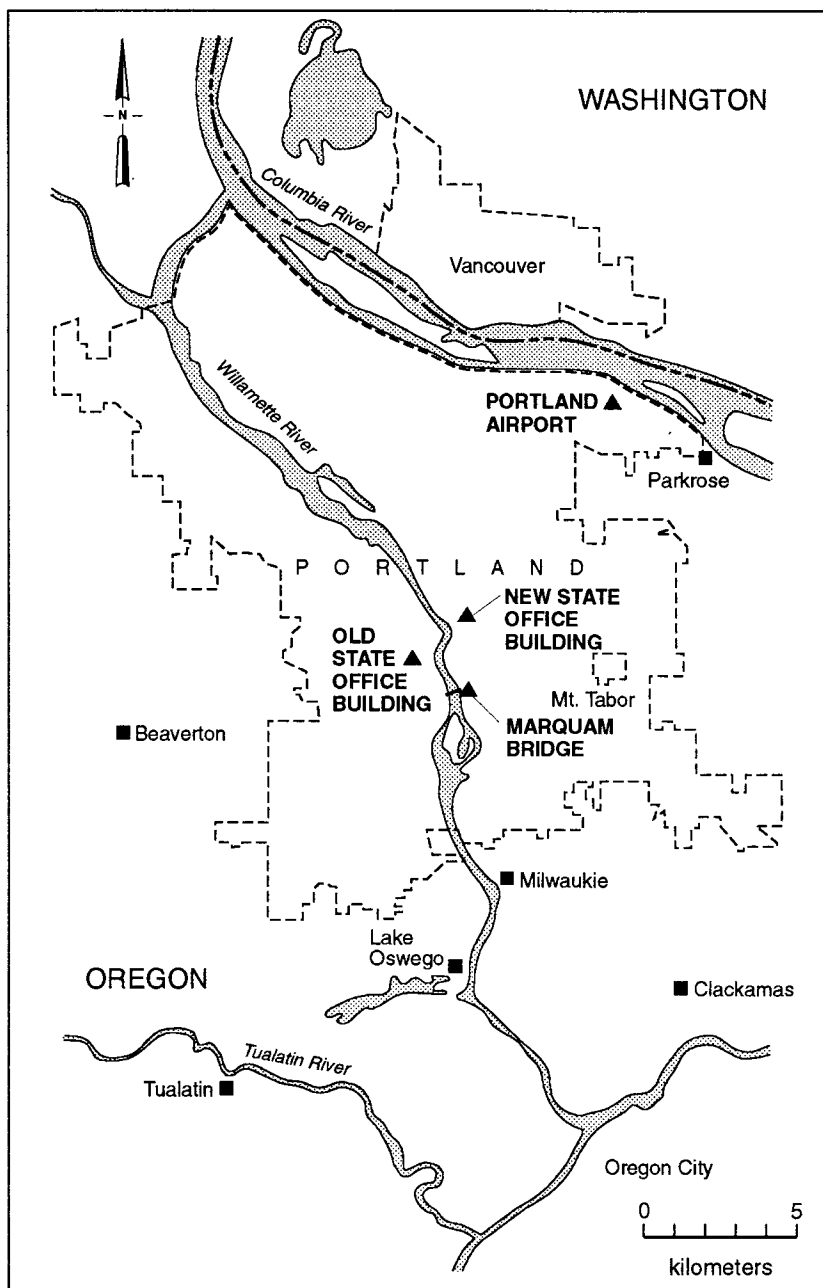 WASHINGTON
N
Columbia River
Vancouver
Willamette River
PORTLAND
AIRPORT
Parkrose
PORTLAND
NEW STATE
OFFICE
BUILDING
OLD
STATE
OFFICE
BUILDING
Mt. Tabor
Beaverton
MARQUAM
BRIDGE
Milwaukie
Lake
Oswego
OREGON
Clackamas
Tualatin River
Tualatin
Oregon City
0 5
kilometers